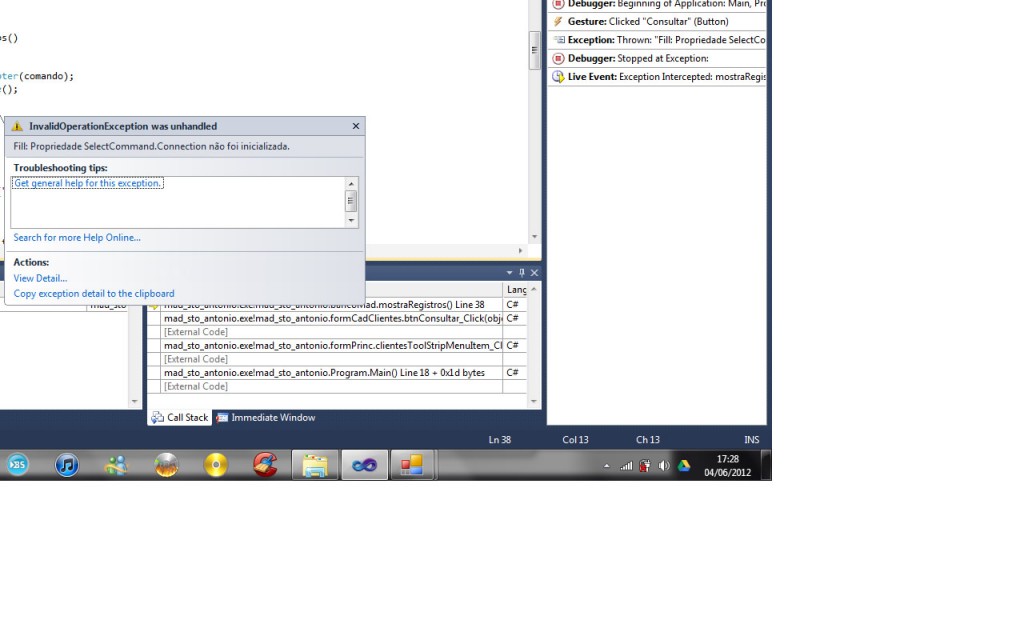 os()
pter(comando);
();
InvalidOperationException was unhandled
Fill: Propriedade SelectCommand.Connection não foi inicializada.
Troubleshooting tips:
Get general help for this exception.
Search for more Help Online...
Actions:
View Detail...
Copy exception detail to the clipboard
Debugger: Beginning of Application: Main, Pro
Gesture: Clicked "Consultar" (Button)
Exception: Thrown: "Fill: Propriedade SelectCo
Debugger: Stopped at Exception:
Live Event: Exception Intercepted: mostraRegis
Lang
mad_sto
mad_sto_antonio.exe!mad_sto_antonio.bancoMad.mostraRegistros() Line 38 C#
mad_sto_antonio.exe!mad_sto_antonio.formCadClientes.btnConsultar_Click(obje C#
[External Code]
mad_sto_antonio.exe!mad_sto_antonio.formPrinc.clientesToolStripMenuItem_Cl C#
[External Code]
mad_sto_antonio.exe!mad_sto_antonio.Program.Main() Line 18 + 0x1d bytes C#
[External Code]
Call Stack Immediate Window
Ln 38 Col 13 Ch 13 INS
BS
17:28
04/06/2012